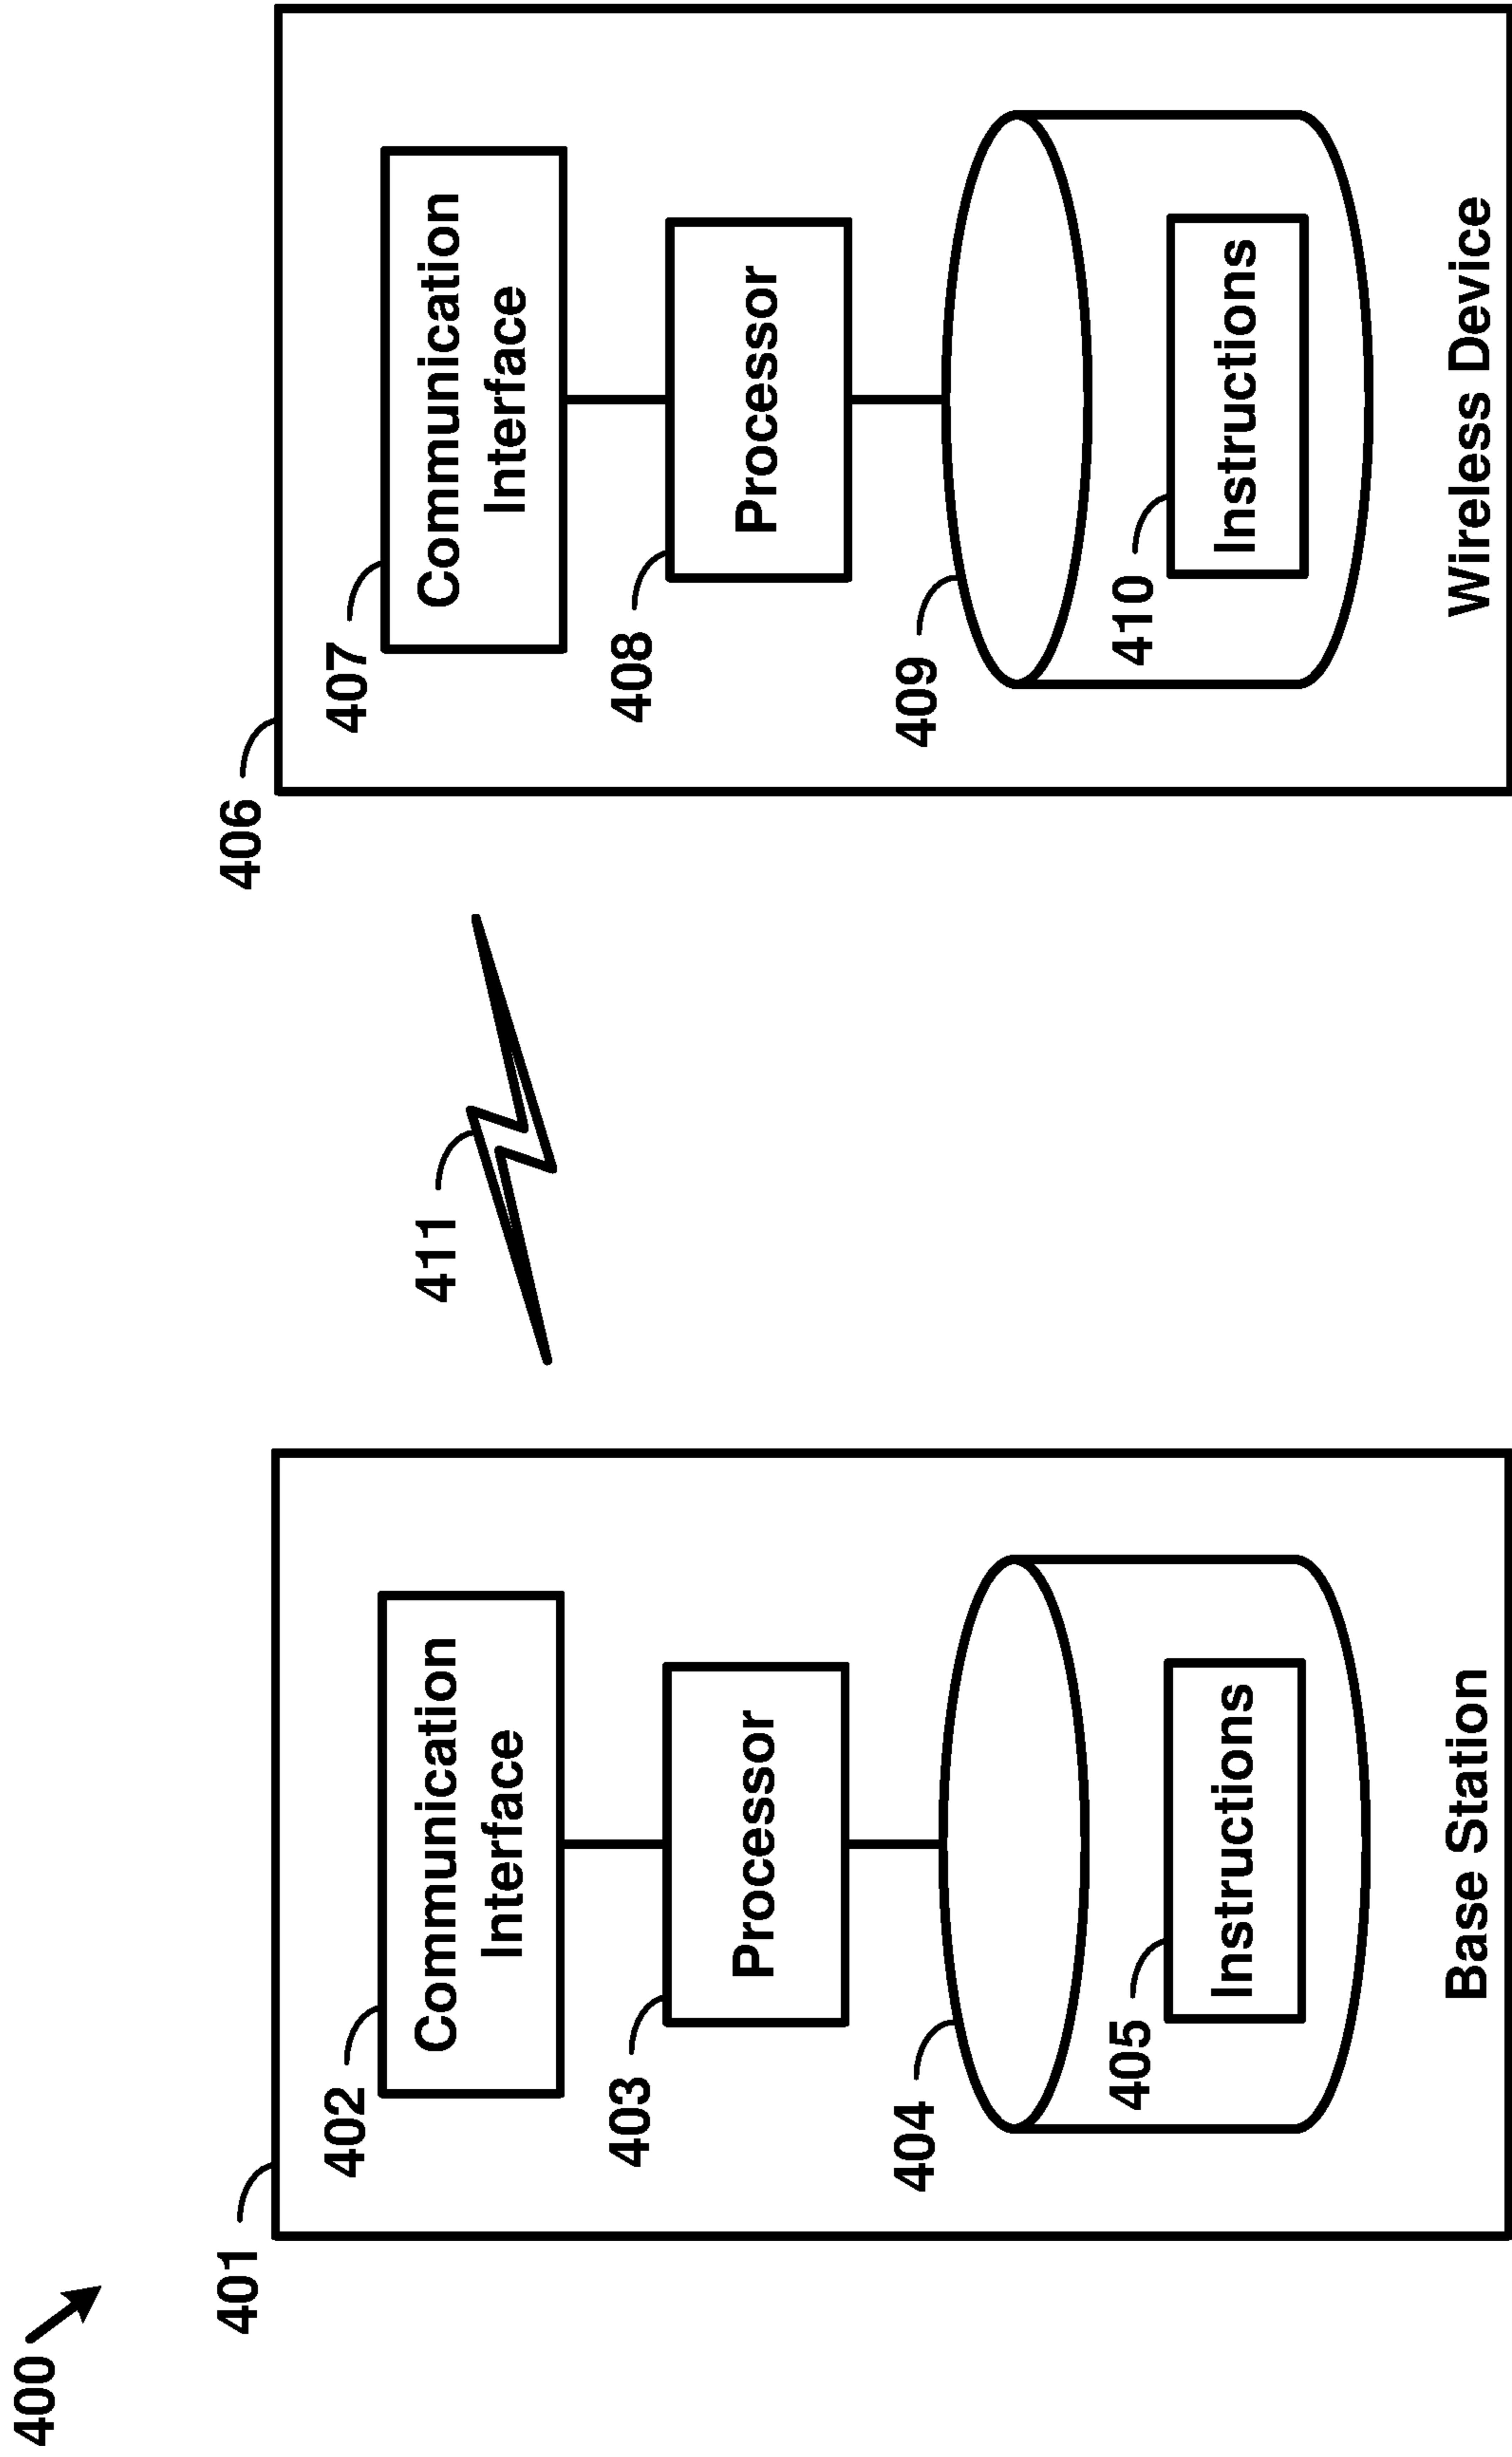 400
401
402
Communication
Interface
403
Processor
404
405
Instructions
Base Station
411
406
407
Communication
Interface
408
Processor
409
410
Instructions
Wireless Device